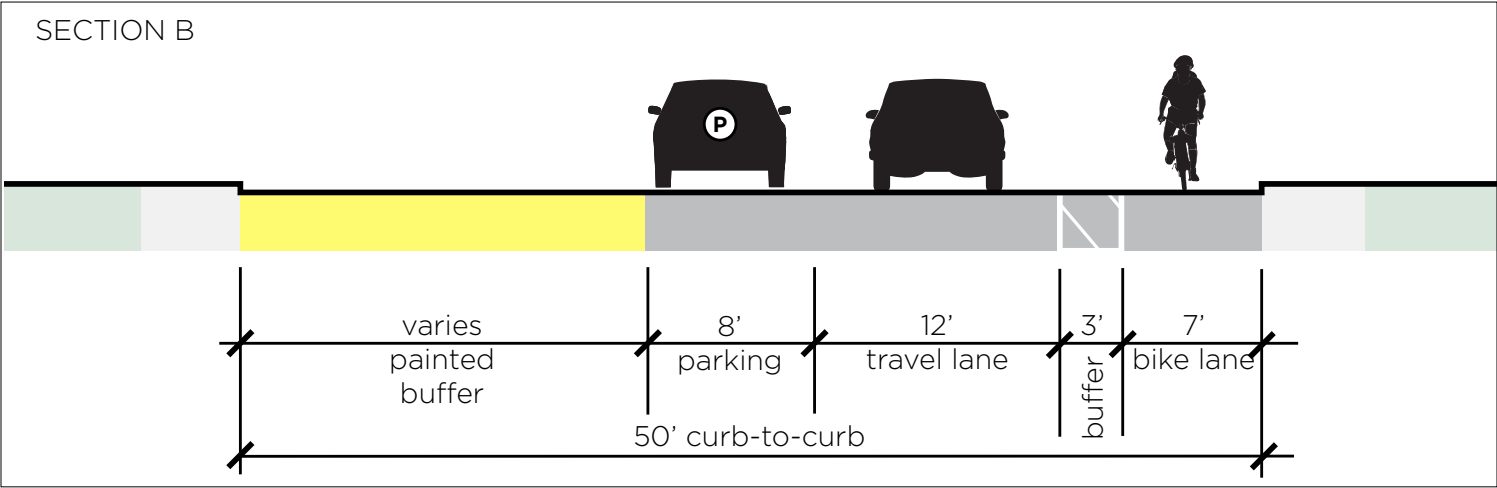 SECTION B
P
varies
painted
buffer
8’
parking
12’
travel lane
3’
buffer
7’
bike lane
50’ curb-to-curb